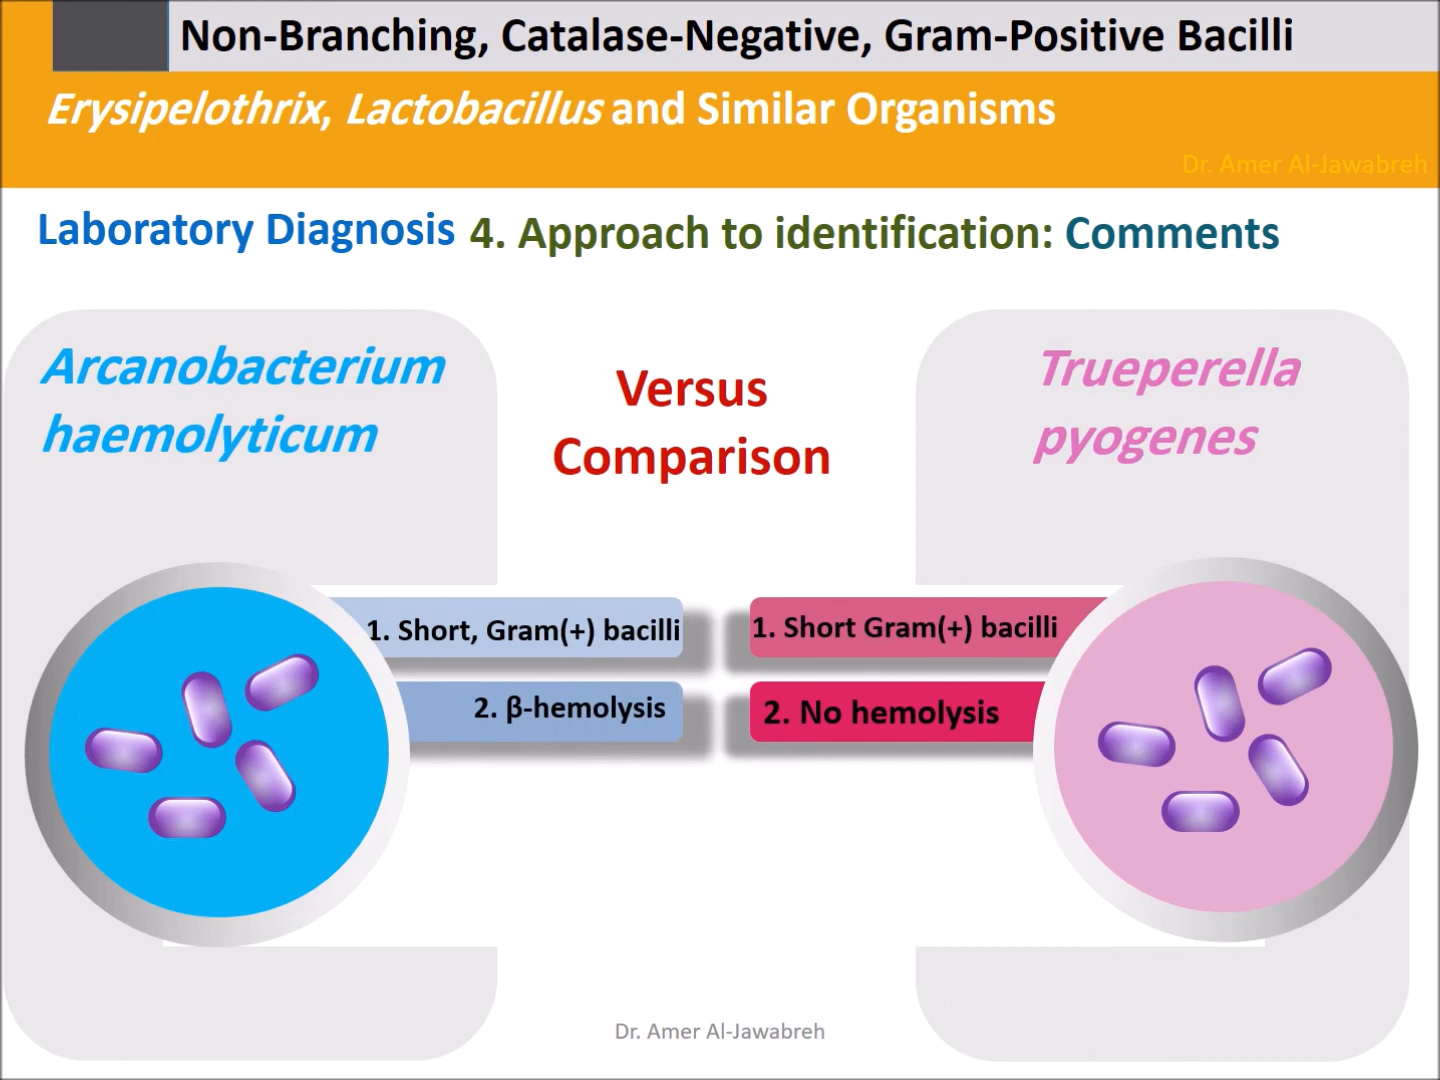 Non-Branching, Catalase-Negative, Gram-Positive Bacilli
Erysipelothrix, Lactobacillus and Similar Organisms
Dr. Amer Al-Jawabreh
Laboratory Diagnosis 4. Approach to identification: Comments
Arcanobacterium
haemolyticum
Versus
Comparison
Trueperella
pyogenes
1. Short, Gram(+) bacilli
2. β-hemolysis
1. Short Gram(+) bacilli
2. No hemolysis
Dr. Amer Al-Jawabreh